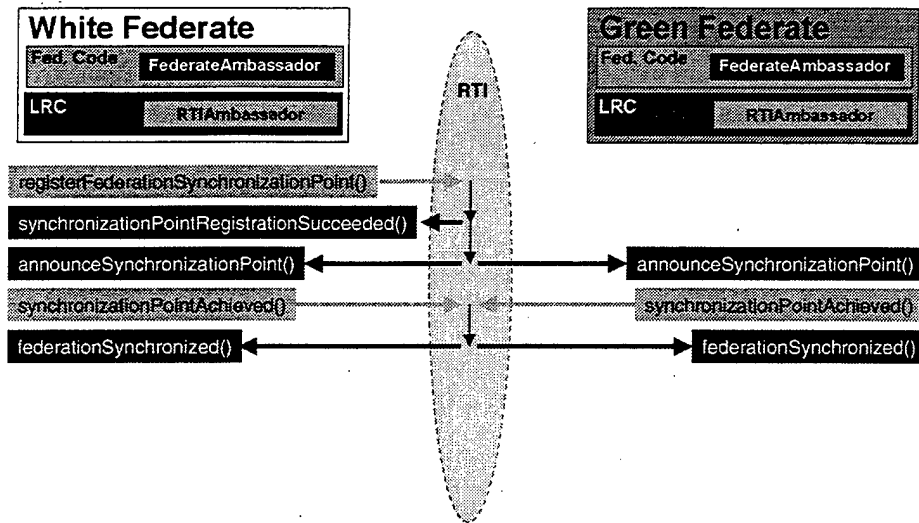 White Federate
Fed. Code
FederateAmbassador
LRC
RTIAmbassador
RTI
Green Federate
Fed. Code
FederateAmbassador
LRC
RTIAmbassador
registerFederationSynchronizationPoint()
synchronizationPointRegistrationSucceeded()
announceSynchronizationPoint()
announceSynchronizationPoint()
synchronizationPointAchieved()
synchronizationPointAchieved()
federationSynchronized()
federationSynchronized()